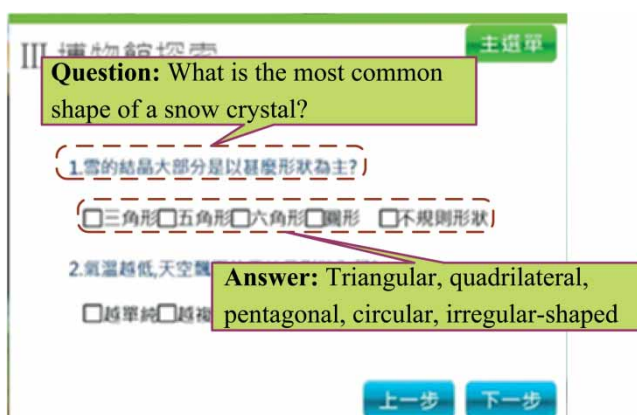 III 博物館探索
主選單
Question: What is the most common
shape of a snow crystal?
1.雪的結晶大部分是以甚麼形狀為主?
□三角形□五角形□六角形□圓形 □不規則形狀
2.氣溫越低,天空飄
Answer: Triangular, quadrilateral,
pentagonal, circular, irregular-shaped
□越單純□越複
上一步 下一步